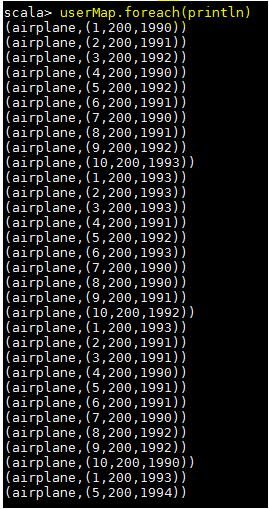 scala> userMap.foreach(println)
(airplane,(1,200,1990))
(airplane,(2,200,1991))
(airplane,(3,200,1992))
(airplane,(4,200,1990))
(airplane,(5,200,1992))
(airplane,(6,200,1991))
(airplane,(7,200,1990))
(airplane,(8,200,1991))
(airplane,(9,200,1992))
(airplane,(10,200,1993))
(airplane,(1,200,1993))
(airplane,(2,200,1993))
(airplane,(3,200,1993))
(airplane,(4,200,1991))
(airplane,(5,200,1992))
(airplane,(6,200,1993))
(airplane,(7,200,1990))
(airplane,(8,200,1990))
(airplane,(9,200,1991))
(airplane,(10,200,1992))
(airplane,(1,200,1993))
(airplane,(2,200,1991))
(airplane,(3,200,1991))
(airplane,(4,200,1990))
(airplane,(5,200,1991))
(airplane,(6,200,1991))
(airplane,(7,200,1990))
(airplane,(8,200,1992))
(airplane,(9,200,1992))
(airplane,(10,200,1990))
(airplane,(1,200,1993))
(airplane,(5,200,1994))